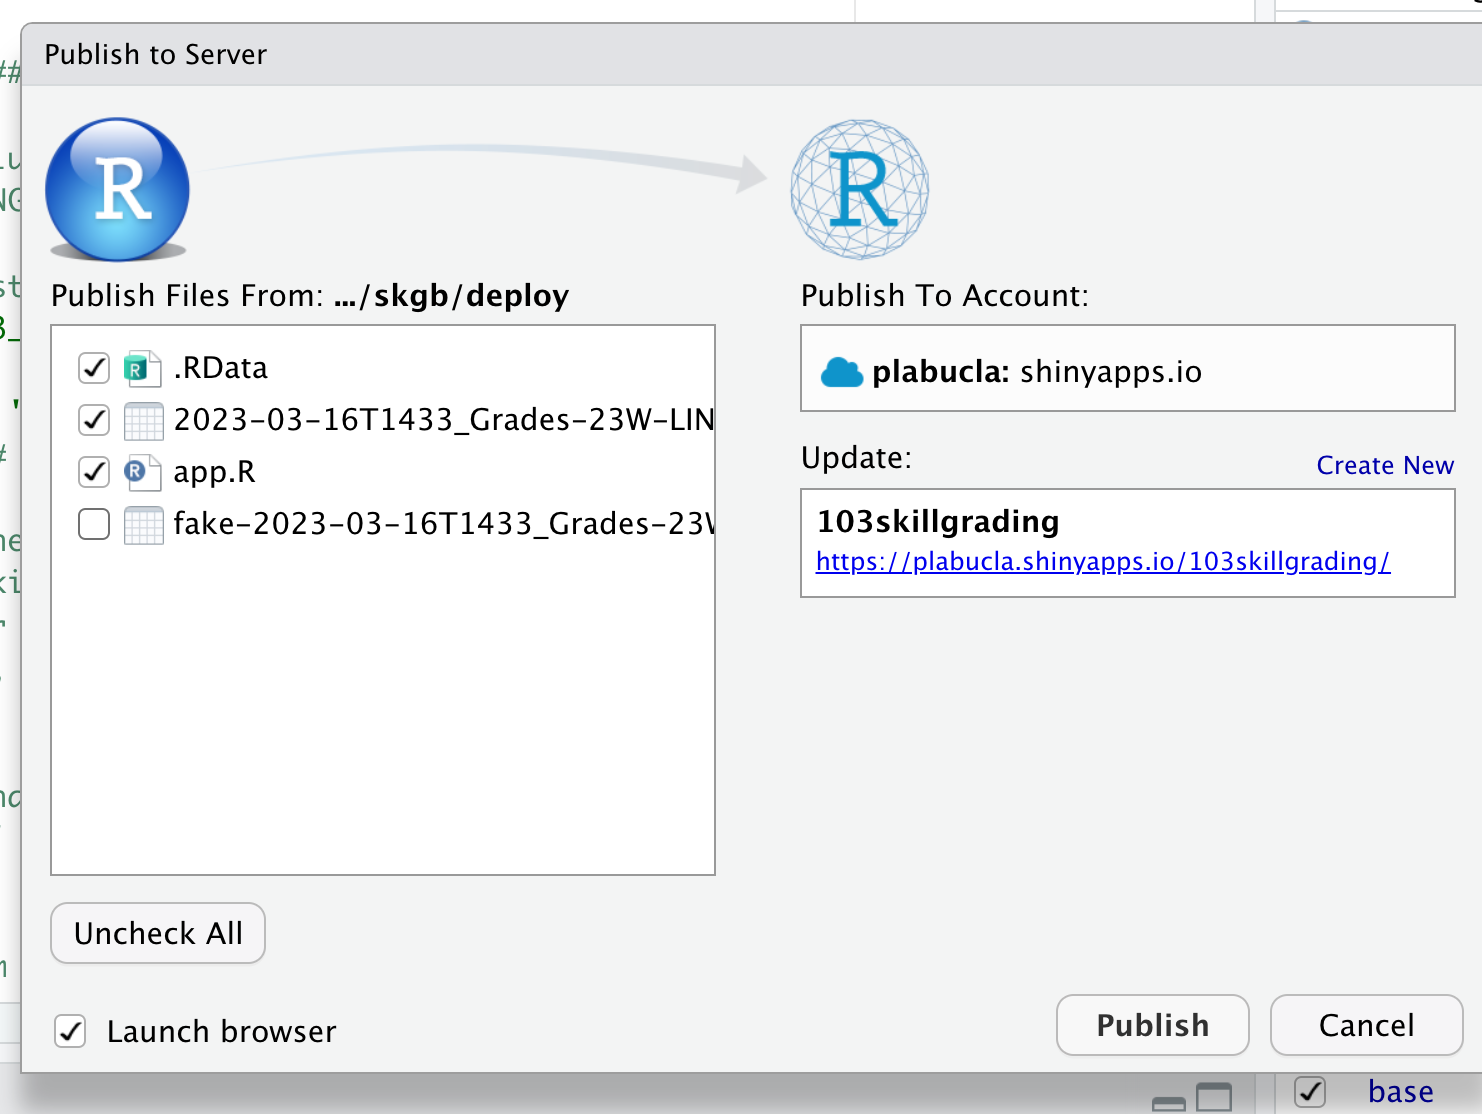 Publish to Server
##
R
R
Publish Files From: .../skgb/deploy
Publish To Account:
R .RData
2023-03-16T1433_Grades-23W-LIN
R app.R
fake-2023-03-16T1433_Grades-23W
plabucla: shinyapps.io
Update:
Create New
103skillgrading
https://plabucla.shinyapps.io/103skillgrading/
Uncheck All
Launch browser
Publish
Cancel
base